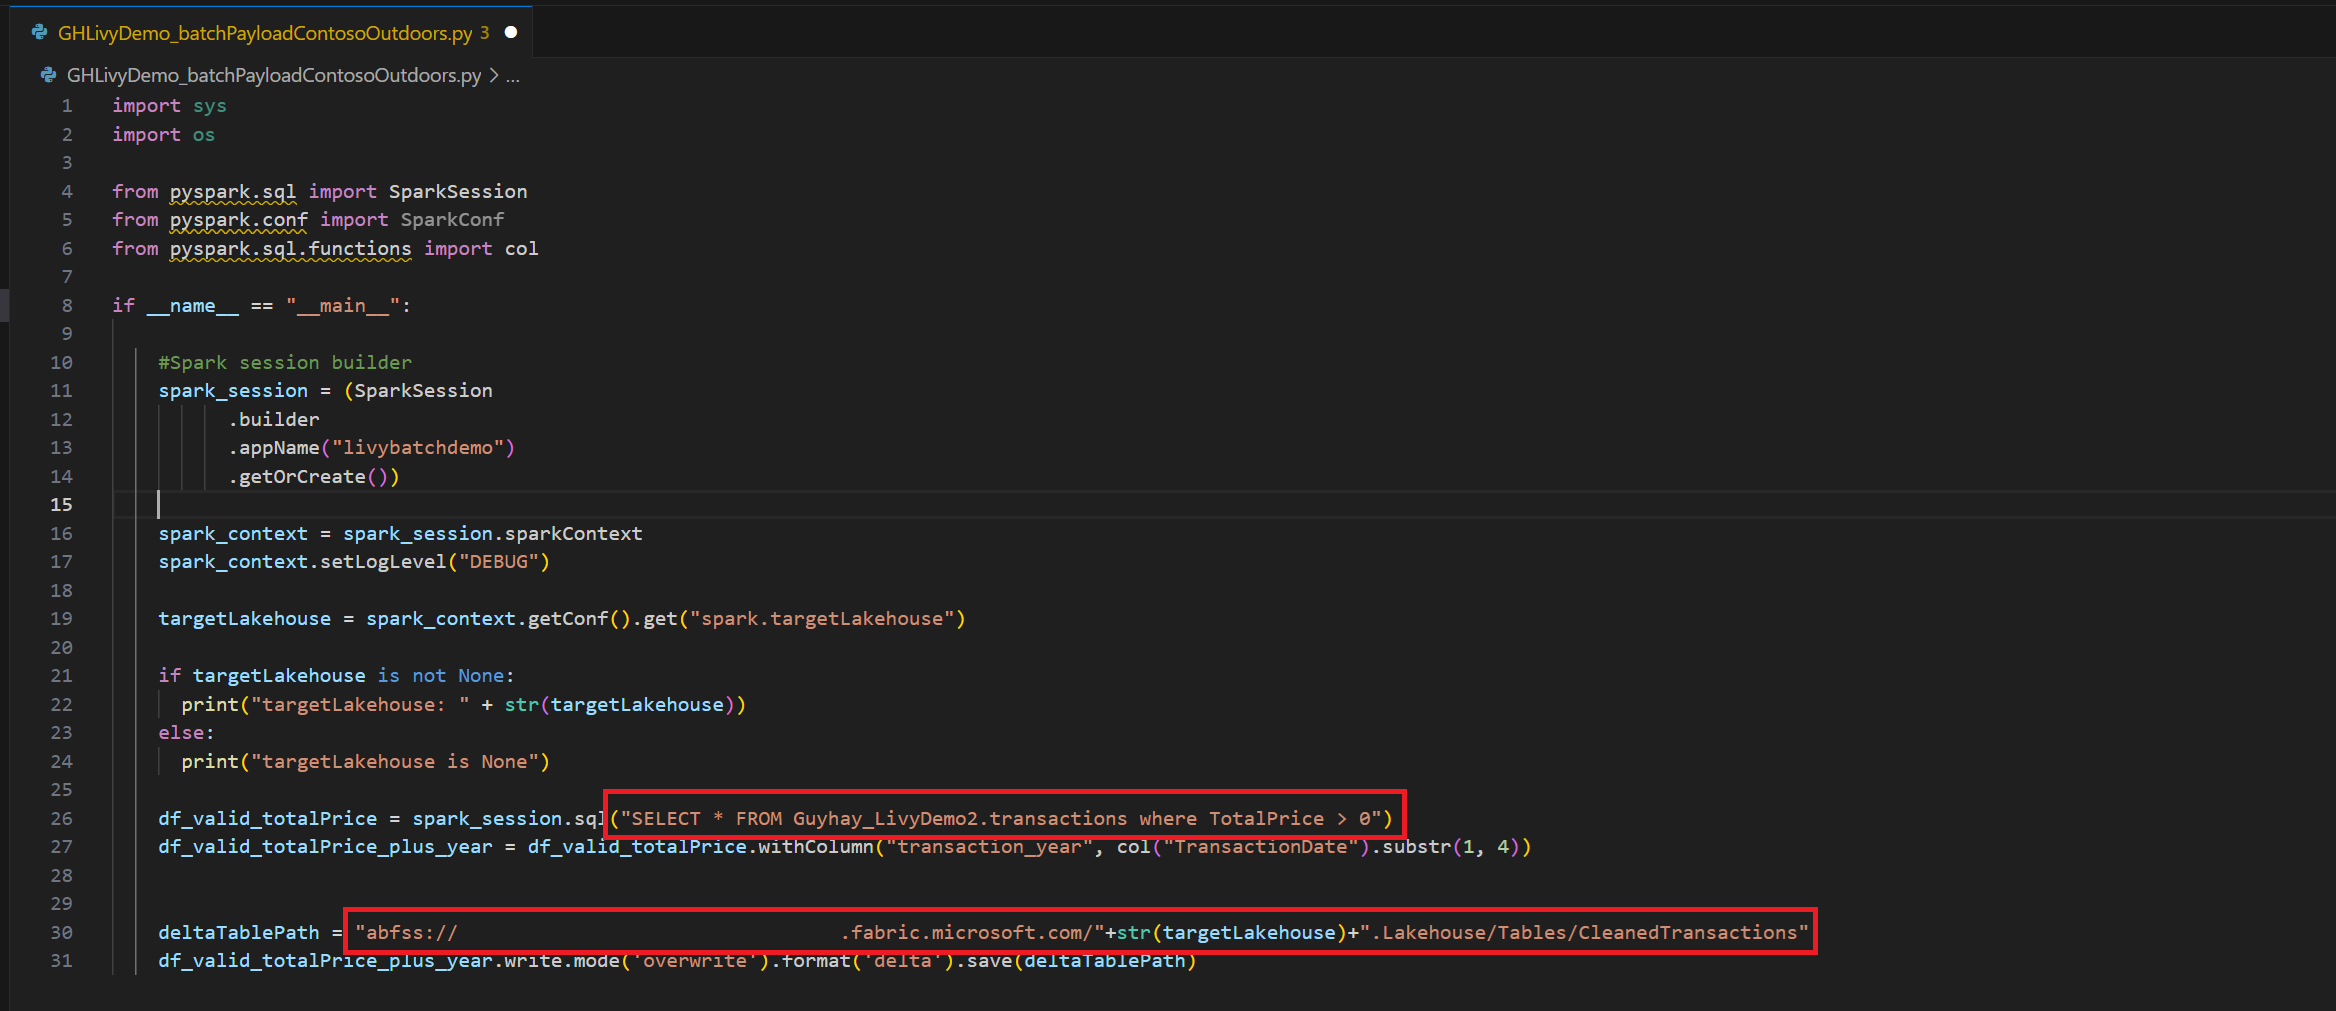 GHLivyDemo_batchPayloadContosoOutdoors.py 3
GHLivyDemo_batchPayloadContosoOutdoors.py > ...
1 import sys
2 import os
3
4 from pyspark.sql import SparkSession
5 from pyspark.conf import SparkConf
6 from pyspark.sql.functions import col
7
8 if __name__ == "__main__":
9
10 #Spark session builder
11 spark_session = (SparkSession
12 .builder
13 .appName("livybatchdemo")
14 .getOrCreate())
15
16 spark_context = spark_session.sparkContext
17 spark_context.setLogLevel("DEBUG")
18
19 targetLakehouse = spark_context.getConf().get("spark.targetLakehouse")
20
21 if targetLakehouse is not None:
22 print("targetLakehouse: " + str(targetLakehouse))
23 else:
24 print("targetLakehouse is None")
25
26 df_valid_totalPrice = spark_session.sql("SELECT * FROM Guyhay_LivyDemo2.transactions where TotalPrice > 0")
27 df_valid_totalPrice_plus_year = df_valid_totalPrice.withColumn("transaction_year", col("TransactionDate").substr(1, 4))
28
29
30 deltaTablePath = "abfss:// .fabric.microsoft.com/"+str(targetLakehouse)+".Lakehouse/Tables/CleanedTransactions"
31 df_valid_totalPrice_plus_year.write.mode('overwrite').format('delta').save(deltaTablePath)